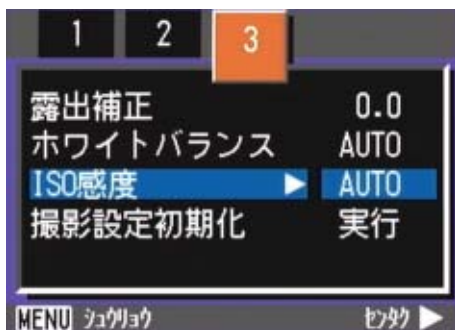 1 2 3
露出補正 0.0
ホワイトバランス AUTO
ISO感度 ▶ AUTO
撮影設定初期化 実行
MENU ｼｭｳﾘｮｳ ｾﾝﾀｸ ▶